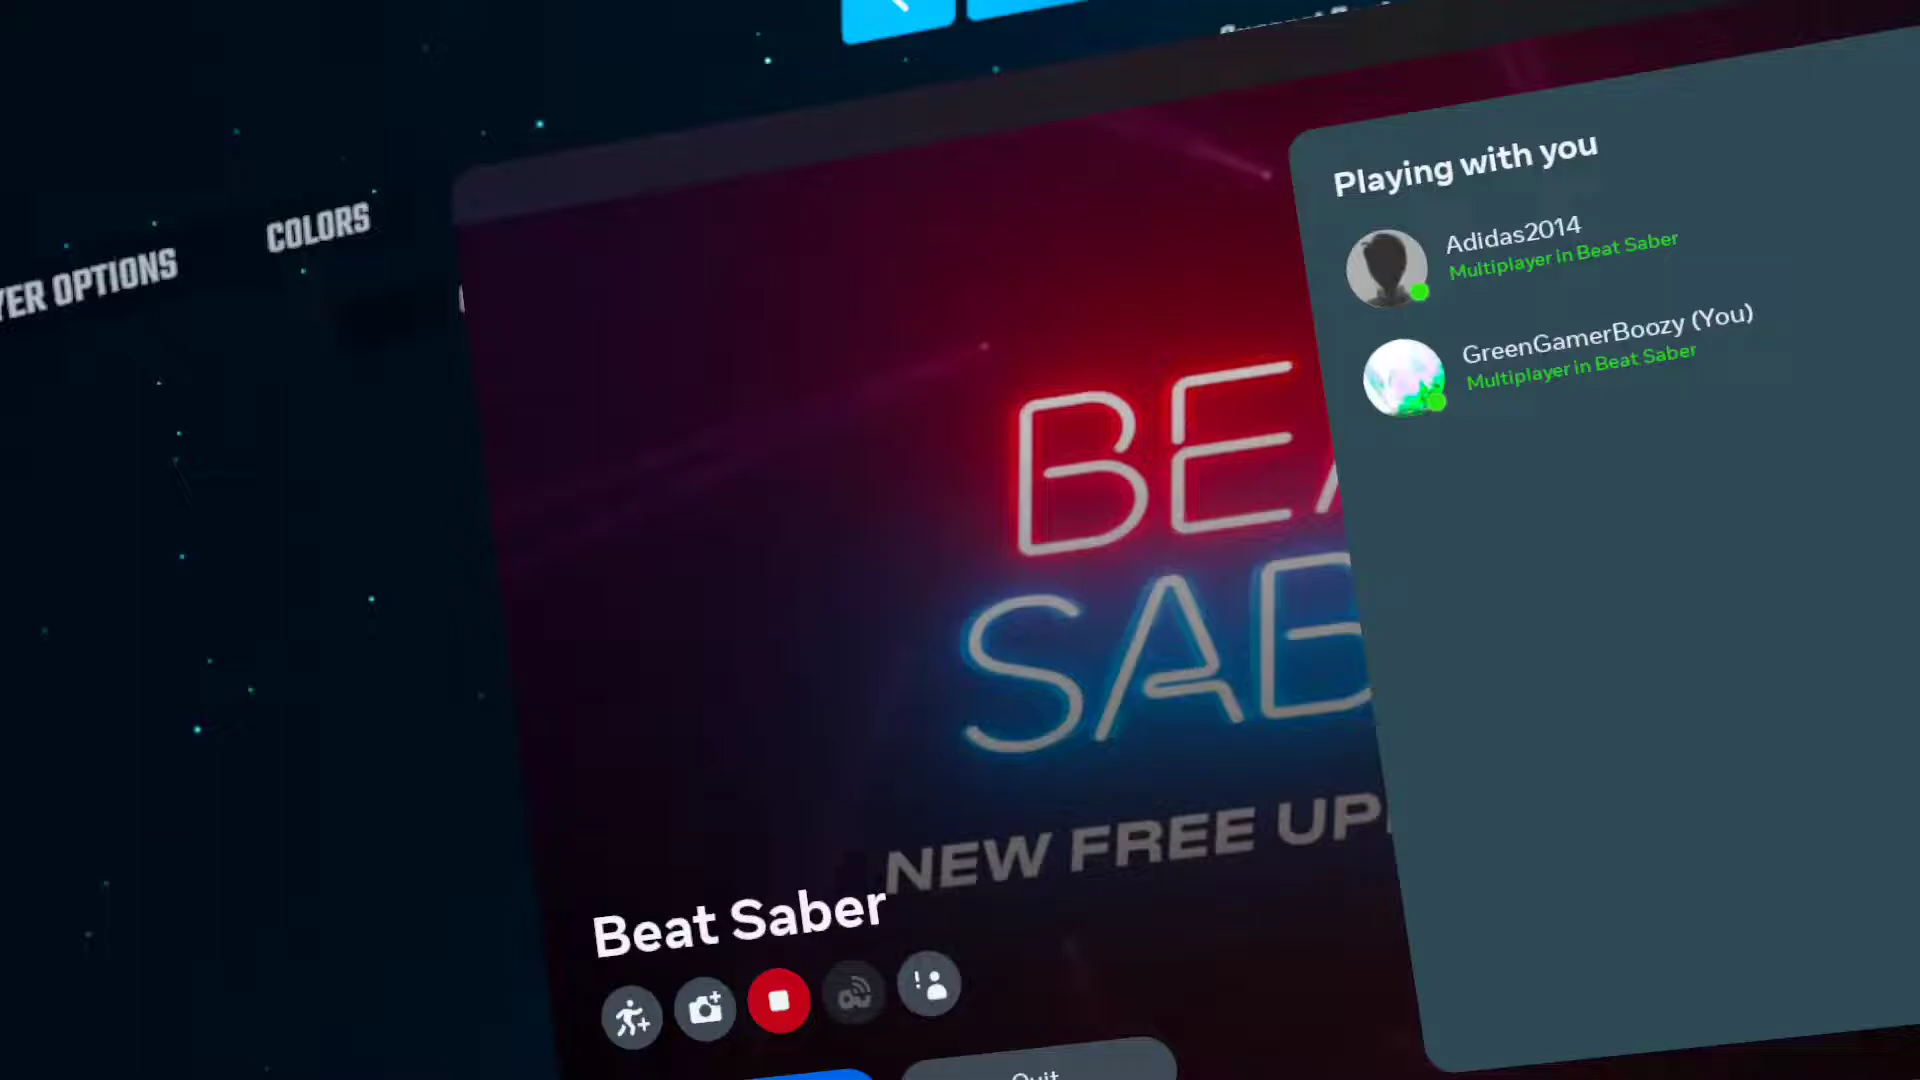 YER OPTIONS
COLORS
Playing with you
Adidas2014
Multiplayer in Beat Saber
GreenGamerBoozy (You)
Multiplayer in Beat Saber
BEA
SAB
NEW FREE UP
Beat Saber
Quit